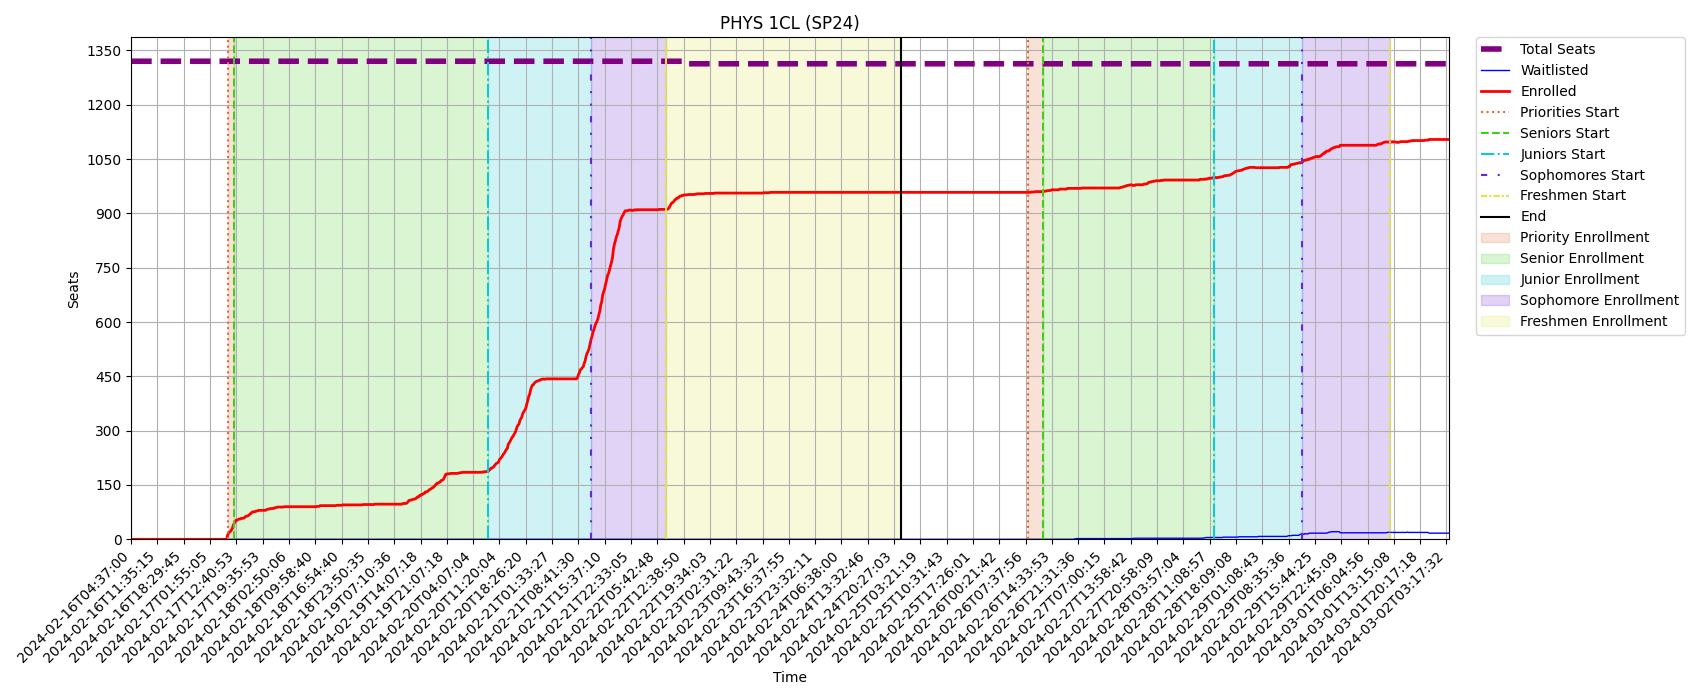 PHYS 1CL (SP24)
Seats
1350
1200
1050
900
750
600
450
300
150
0
2024-02-16T04:37:00
2024-02-16T11:35:15
2024-02-16T18:29:45
2024-02-17T01:55:05
2024-02-17T12:40:53
2024-02-17T19:35:53
2024-02-18T02:50:06
2024-02-18T09:58:40
2024-02-18T16:54:40
2024-02-18T23:50:35
2024-02-19T07:10:36
2024-02-19T14:07:18
2024-02-19T21:07:18
2024-02-20T04:07:04
2024-02-20T11:20:04
2024-02-20T18:26:20
2024-02-21T01:33:27
2024-02-21T08:41:30
2024-02-21T15:37:10
2024-02-21T22:33:05
2024-02-22T05:42:48
2024-02-22T12:38:50
2024-02-22T19:34:03
2024-02-23T02:31:22
2024-02-23T09:43:32
2024-02-23T16:37:55
2024-02-23T23:32:11
2024-02-24T06:38:00
2024-02-24T13:32:46
2024-02-24T20:27:03
2024-02-25T03:21:19
2024-02-25T10:31:43
2024-02-25T17:26:01
2024-02-26T00:21:42
2024-02-26T07:37:56
2024-02-26T14:33:53
2024-02-26T21:31:36
2024-02-27T07:00:15
2024-02-27T13:58:42
2024-02-27T20:58:09
2024-02-28T03:57:04
2024-02-28T11:08:57
2024-02-28T18:09:08
2024-02-29T01:08:43
2024-02-29T08:35:36
2024-02-29T15:44:25
2024-02-29T22:45:09
2024-03-01T06:04:56
2024-03-01T13:15:08
2024-03-01T20:17:18
2024-03-02T03:17:32
Time
Total Seats
Waitlisted
Enrolled
Priorities Start
Seniors Start
Juniors Start
Sophomores Start
Freshmen Start
End
Priority Enrollment
Senior Enrollment
Junior Enrollment
Sophomore Enrollment
Freshmen Enrollment